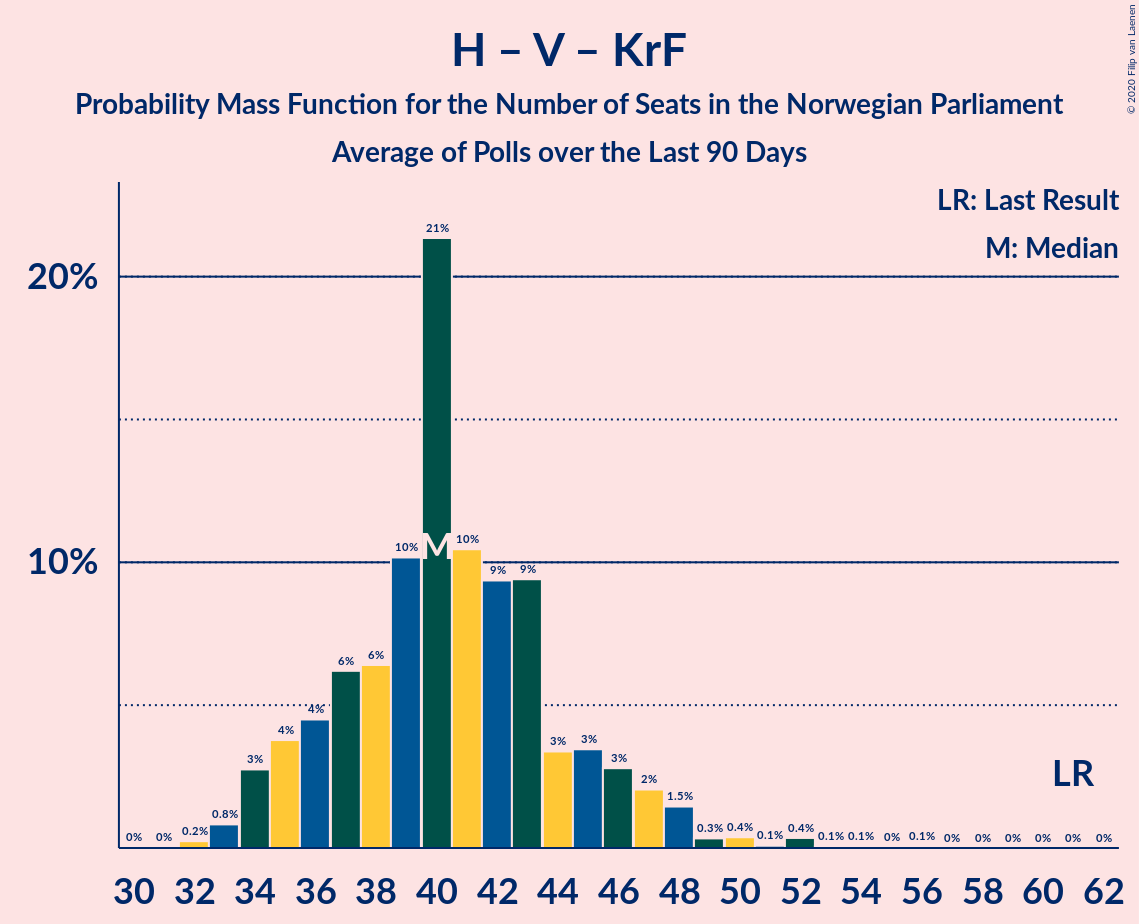 H – V – KrF
Probability Mass Function for the Number of Seats in the Norwegian Parliament
Average of Polls over the Last 90 Days
© 2020 Filip van Laenen
LR: Last Result
M: Median
20%
10%
0% 0% 0.2% 0.8% 3% 4% 4% 6% 6% 10% 21% 10% 9% 9% 3% 3% 3% 2% 1.5% 0.3% 0.4% 0.1% 0.4% 0.1% 0.1% 0% 0.1% 0% 0% 0% 0% 0% 0%
M
LR
30 32 34 36 38 40 42 44 46 48 50 52 54 56 58 60 62